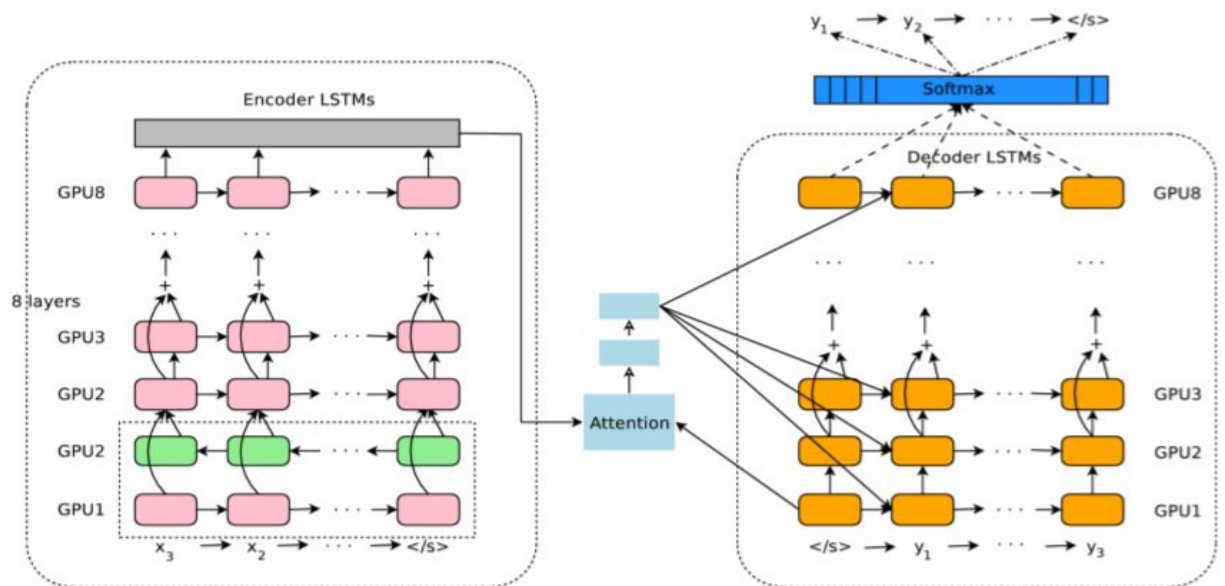 y1 y2 · · · </s>
Softmax
Encoder LSTMs
Decoder LSTMs
GPU8
GPU8
· · ·
· · ·
· · ·
· · ·
· · ·
· · ·
+ + +
8 layers
GPU3
· · ·
+ + +
GPU2
· · ·
Attention
GPU3
· · ·
GPU2
· · ·
GPU2
· · ·
GPU1
· · ·
GPU1
· · ·
x3 x2 · · · </s>
</s> y1 · · · y3